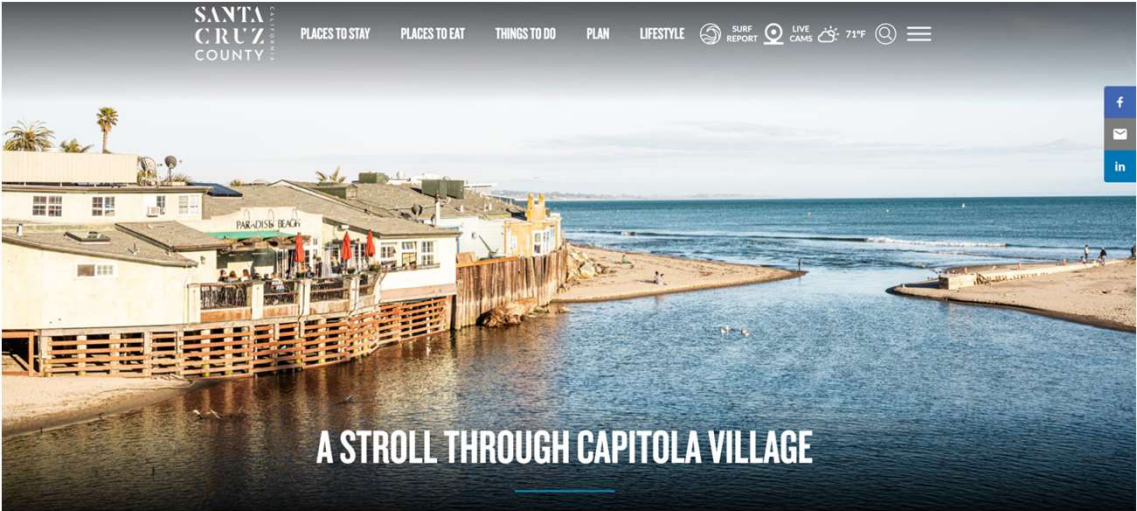 SANTA
CRUZ
COUNTY
CALIFORNIA
PLACES TO STAY
PLACES TO EAT
THINGS TO DO
PLAN
LIFESTYLE
SURF
REPORT
LIVE
CAMS
71°F
f
in
PARADISE BEACH
A STROLL THROUGH CAPITOLA VILLAGE